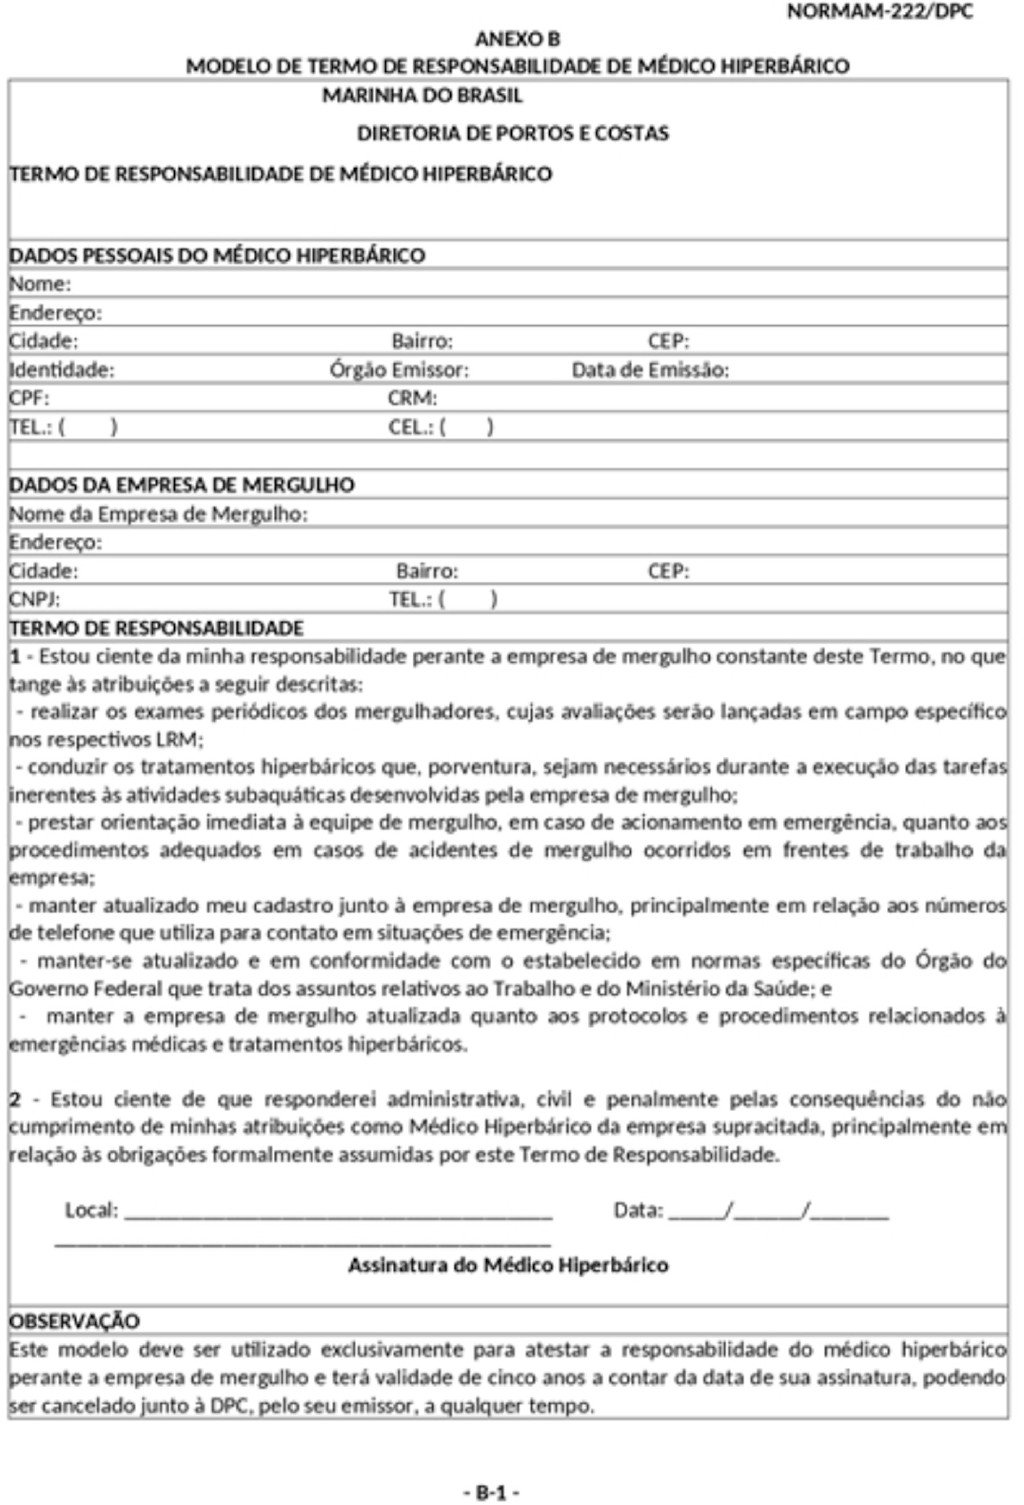 NORMAM-222/DPC
ANEXO B
MODELO DE TERMO DE RESPONSABILIDADE DE MÉDICO HIPERBÁRICO
MARINHA DO BRASIL
DIRETORIA DE PORTOS E COSTAS
TERMO DE RESPONSABILIDADE DE MÉDICO HIPERBÁRICO
DADOS PESSOAIS DO MÉDICO HIPERBÁRICO
Nome:
Endereço:
Cidade: Bairro: CEP:
Identidade: Órgão Emissor: Data de Emissão:
CPF: CRM:
TEL.: ( ) CEL.: ( )
DADOS DA EMPRESA DE MERGULHO
Nome da Empresa de Mergulho:
Endereço:
Cidade: Bairro: CEP:
CNPJ: TEL.: ( )
TERMO DE RESPONSABILIDADE
1 - Estou ciente da minha responsabilidade perante a empresa de mergulho constante deste Termo, no que
tange às atribuições a seguir descritas:
- realizar os exames periódicos dos mergulhadores, cujas avaliações serão lançadas em campo específico
nos respectivos LRM;
- conduzir os tratamentos hiperbáricos que, porventura, sejam necessários durante a execução das tarefas
inerentes às atividades subaquáticas desenvolvidas pela empresa de mergulho;
- prestar orientação imediata à equipe de mergulho, em caso de acionamento em emergência, quanto aos
procedimentos adequados em casos de acidentes de mergulho ocorridos em frentes de trabalho da
empresa;
- manter atualizado meu cadastro junto à empresa de mergulho, principalmente em relação aos números
de telefone que utiliza para contato em situações de emergência;
- manter-se atualizado e em conformidade com o estabelecido em normas específicas do Órgão do
Governo Federal que trata dos assuntos relativos ao Trabalho e do Ministério da Saúde; e
- manter a empresa de mergulho atualizada quanto aos protocolos e procedimentos relacionados à
emergências médicas e tratamentos hiperbáricos.
2 - Estou ciente de que responderei administrativa, civil e penalmente pelas consequências do não
cumprimento de minhas atribuições como Médico Hiperbárico da empresa supracitada, principalmente em
relação às obrigações formalmente assumidas por este Termo de Responsabilidade.
Local: ______________________________________ Data: _____/______/_______
____________________________________________
Assinatura do Médico Hiperbárico
OBSERVAÇÃO
Este modelo deve ser utilizado exclusivamente para atestar a responsabilidade do médico hiperbárico
perante a empresa de mergulho e terá validade de cinco anos a contar da data de sua assinatura, podendo
ser cancelado junto à DPC, pelo seu emissor, a qualquer tempo.
- B-1 -